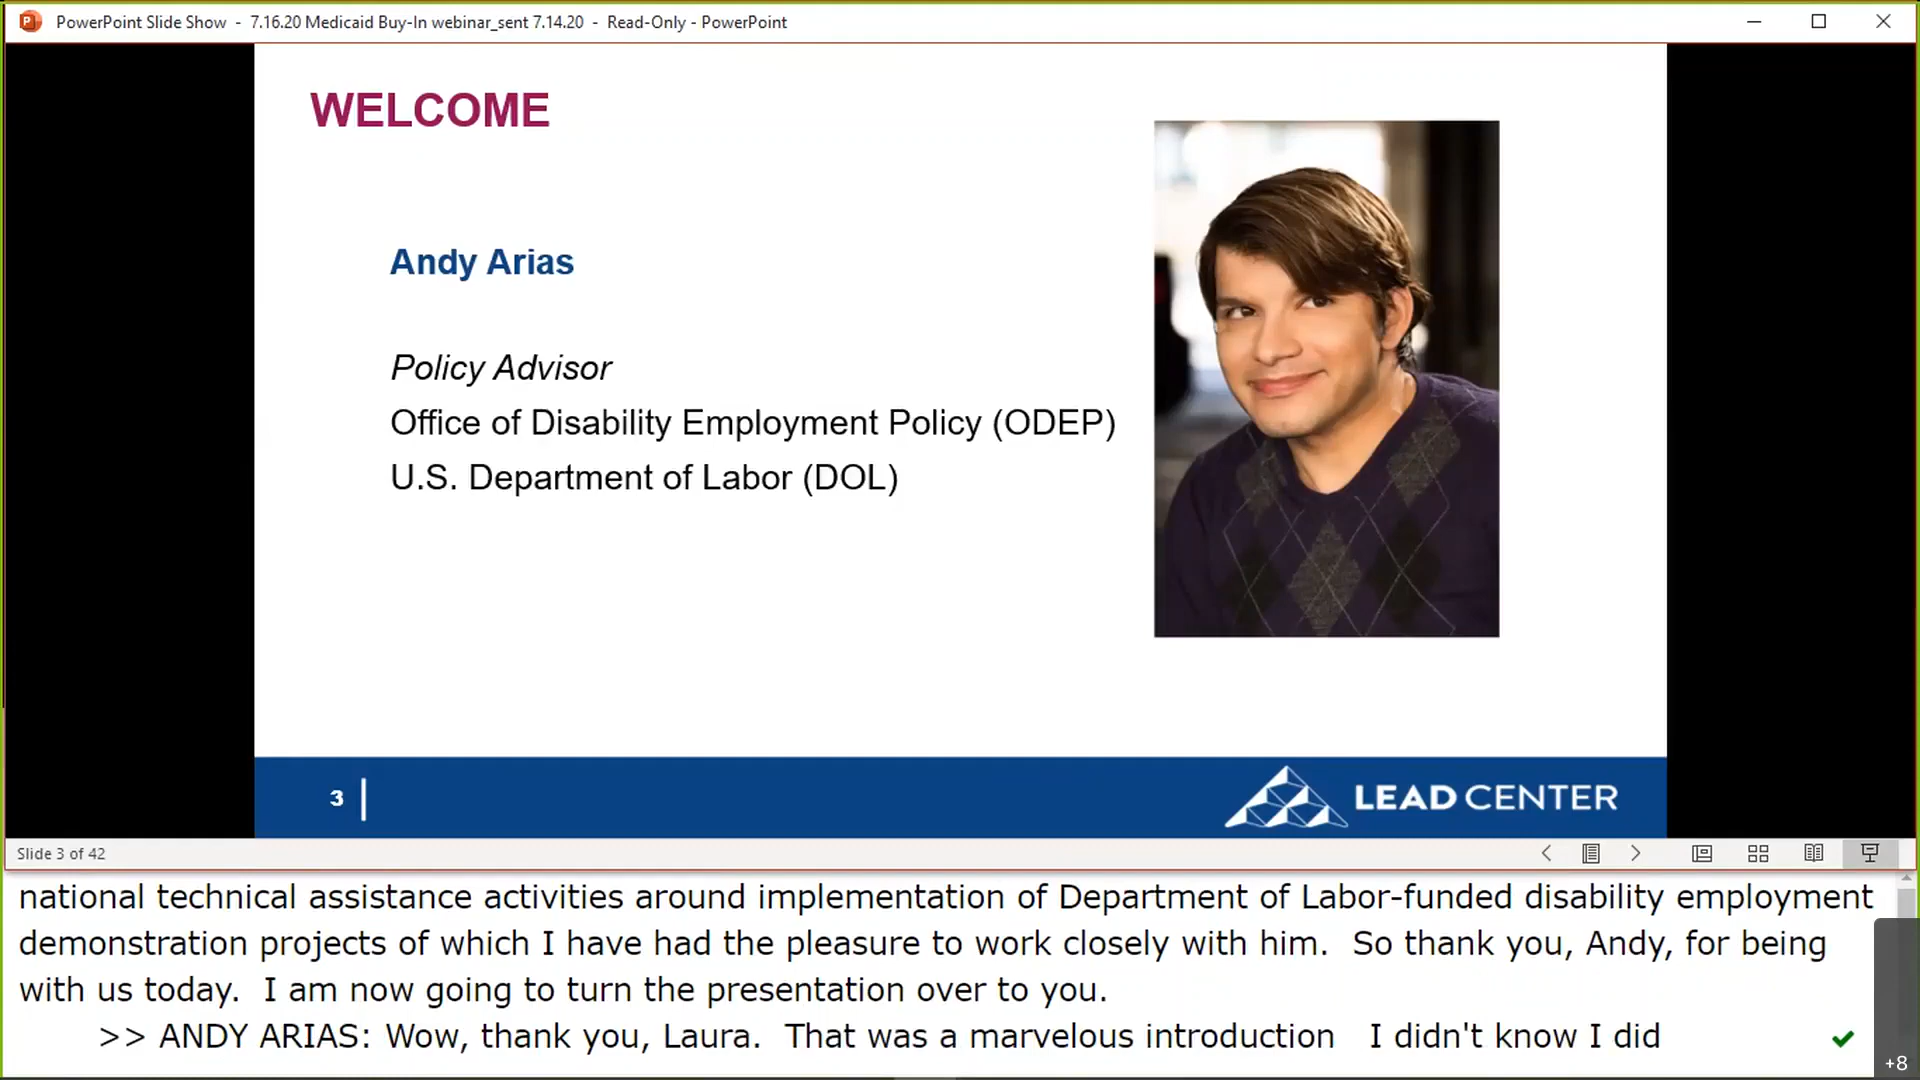 PowerPoint Slide Show - 7.16.20 Medicaid Buy-In webinar_sent 7.14.20 - Read-Only - PowerPoint
WELCOME
Andy Arias
Policy Advisor
Office of Disability Employment Policy (ODEP)
U.S. Department of Labor (DOL)
3
LEAD CENTER
Slide 3 of 42
national technical assistance activities around implementation of Department of Labor-funded disability employment
demonstration projects of which I have had the pleasure to work closely with him. So thank you, Andy, for being
with us today. I am now going to turn the presentation over to you.
>> ANDY ARIAS: Wow, thank you, Laura. That was a marvelous introduction I didn't know I did
+8